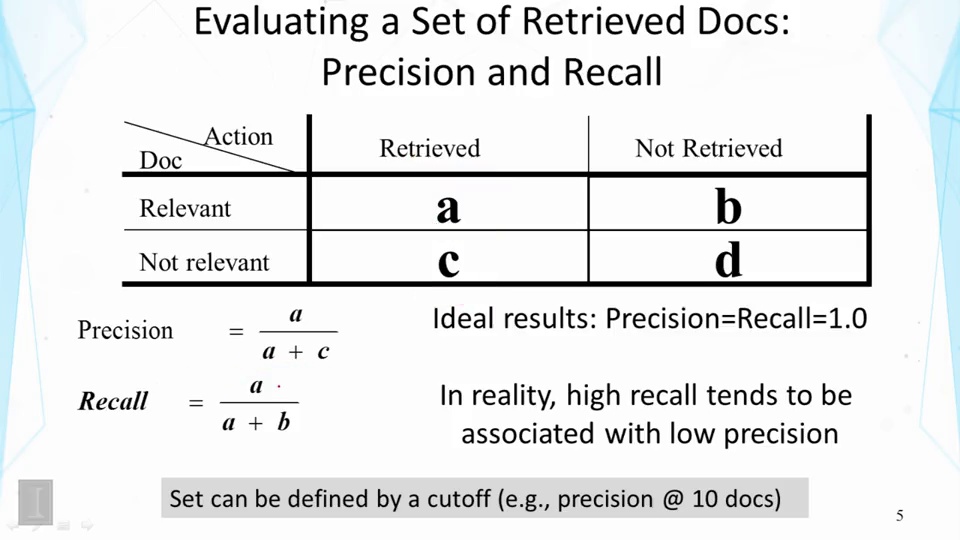 Evaluating a Set of Retrieved Docs:
Precision and Recall
Action
Doc
Retrieved
Not Retrieved
Relevant
a
b
Not relevant
c
d
Precision = a / a + c
Ideal results: Precision=Recall=1.0
Recall = a / a + b
In reality, high recall tends to be
associated with low precision
Set can be defined by a cutoff (e.g., precision @ 10 docs)
I
5